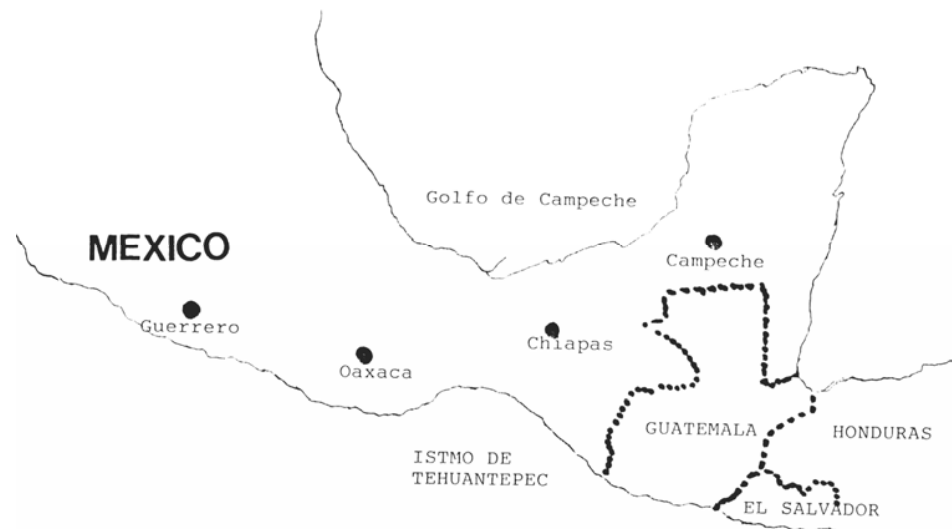 Golfo de Campeche
MEXICO
Campeche
Guerrero
Chiapas
Oaxaca
GUATEMALA
HONDURAS
ISTMO DE
TEHUANTEPEC
EL SALVADOR